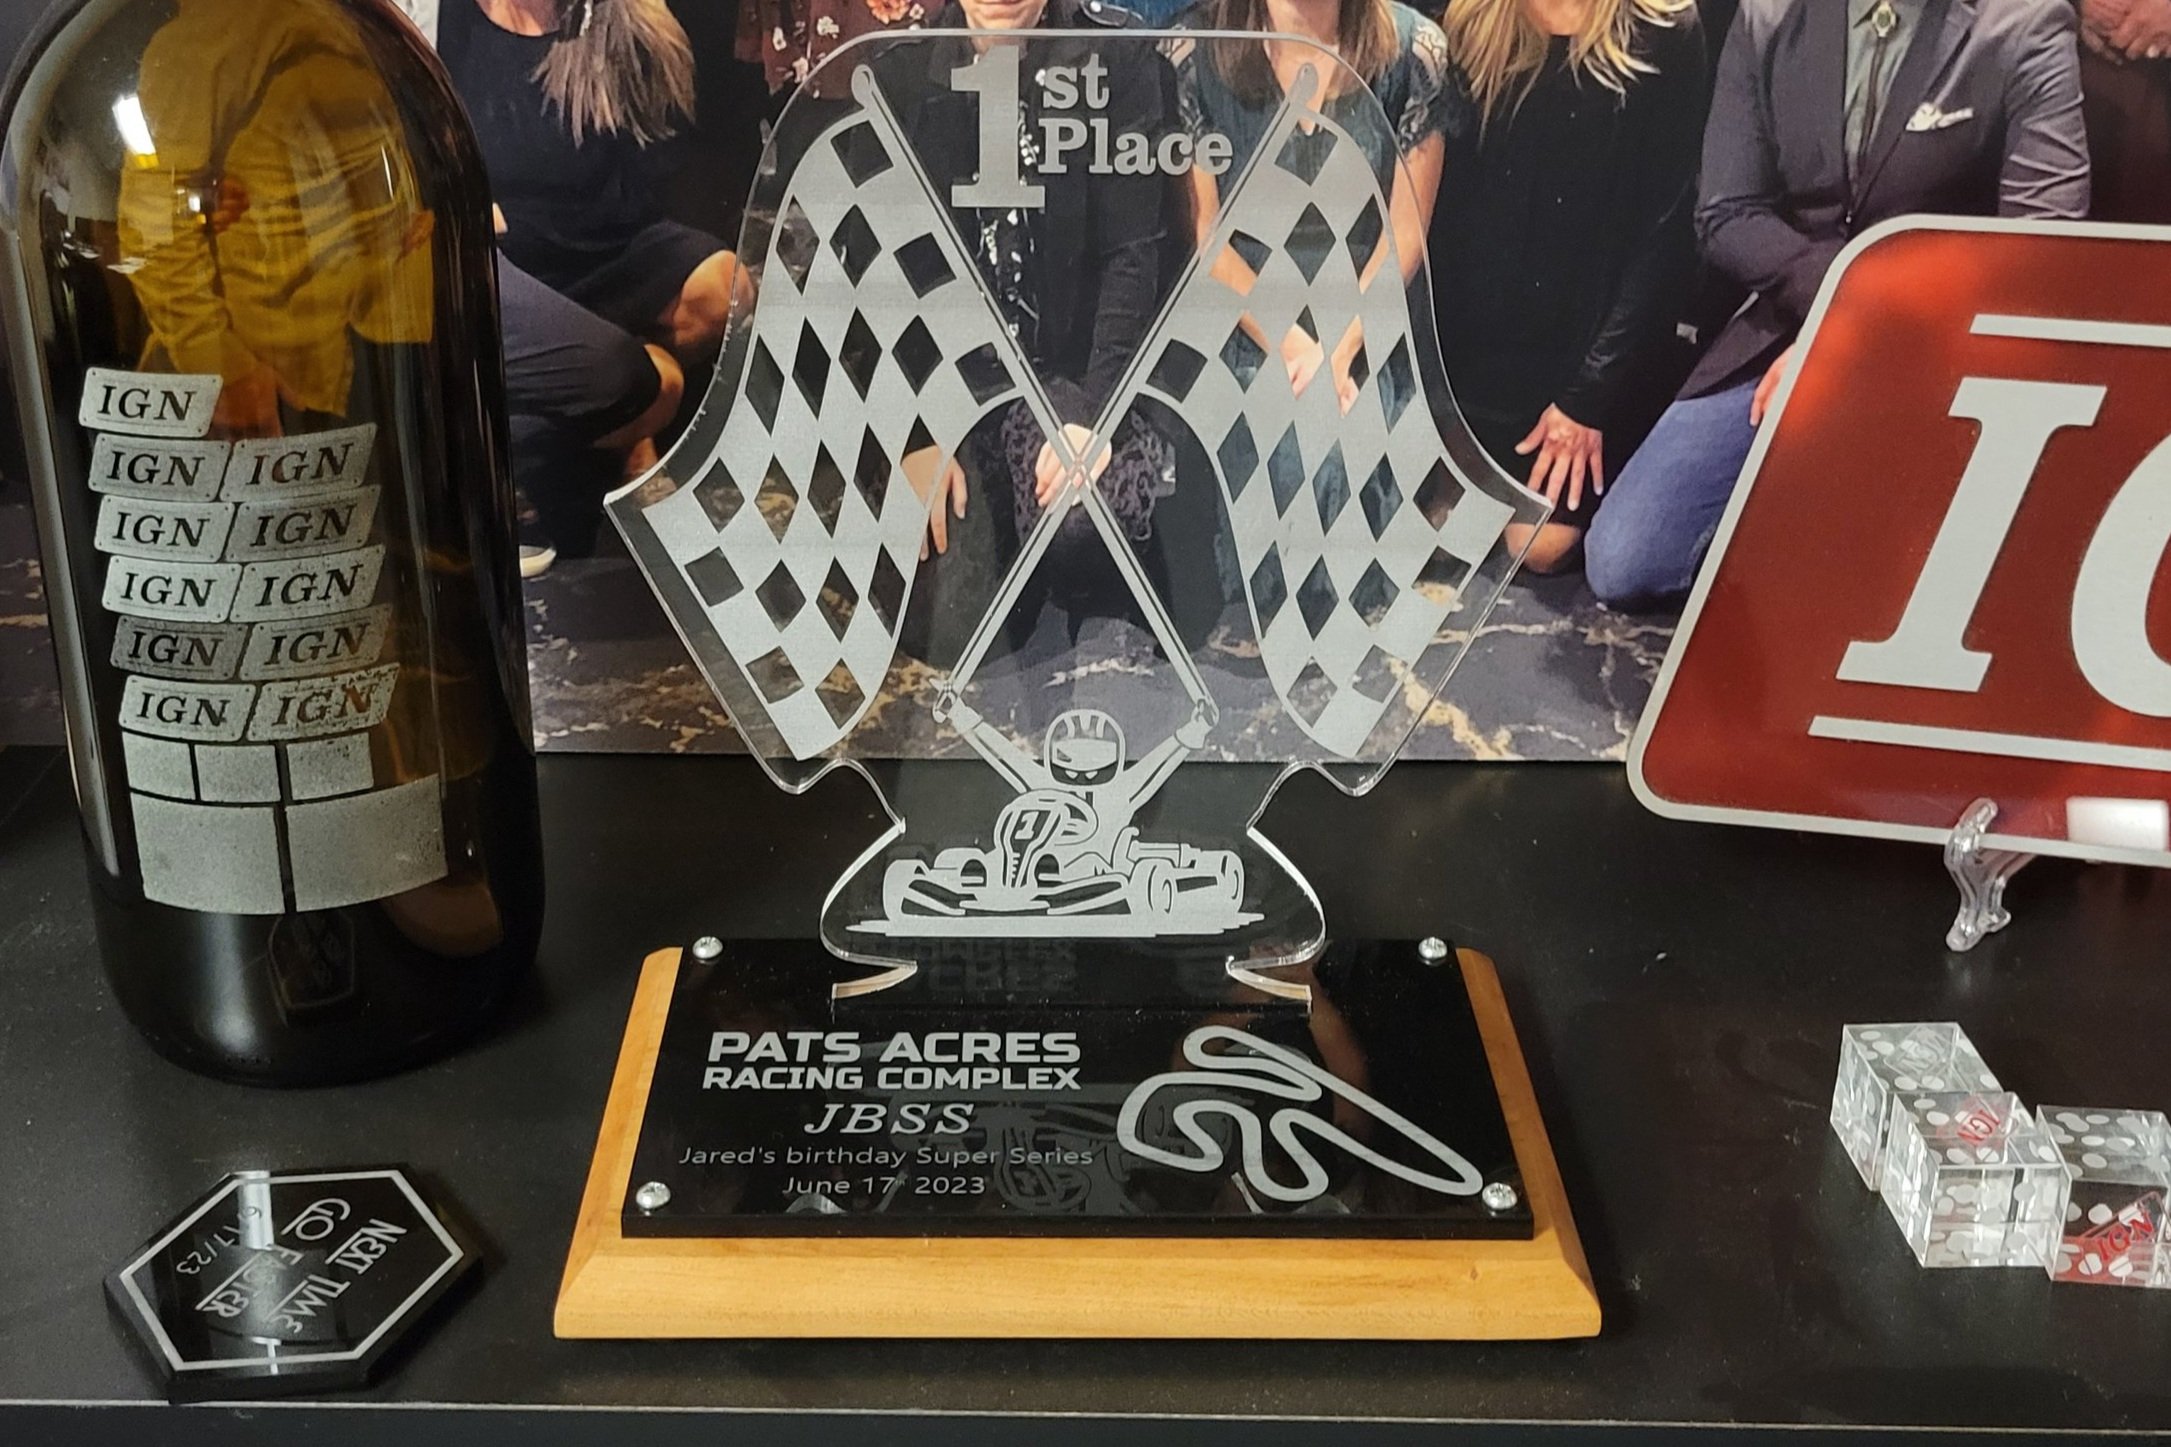 1st
Place
IGN
IGN IGN
IGN IGN
IGN IGN
IGN IGN
IGN IGN
1
PATS ACRES
RACING COMPLEX
JBSS
Jared's birthday Super Series
June 17 2023
NEXT TIME
GO FASTER
6/17/23
IGN
IGN